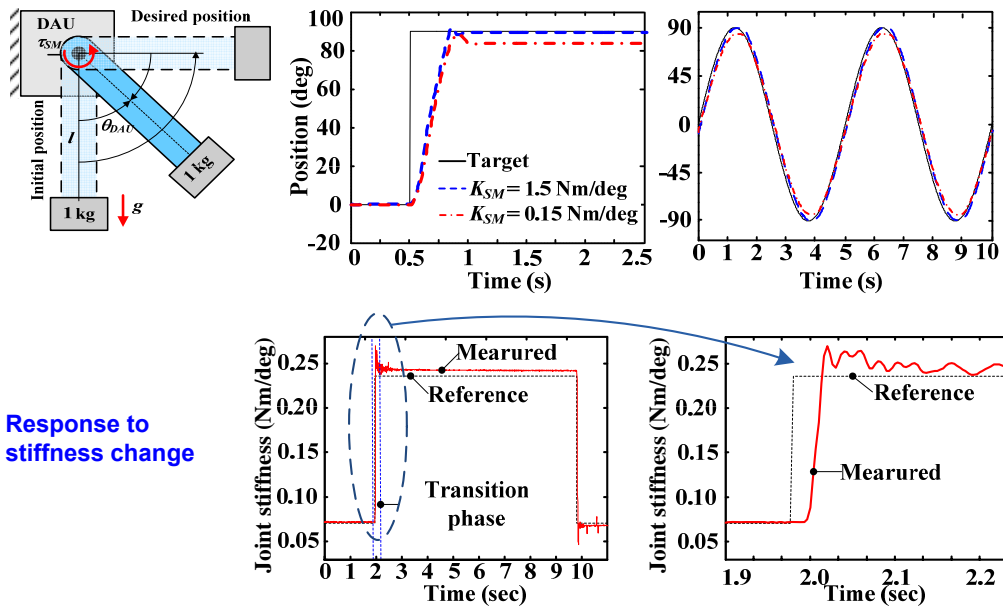 DAU
Desired position
τSM
θDAU
l
Initial position
1 kg
1 kg
g
Position (deg)
100
80
60
40
20
0
-20
Target
KSM = 1.5 Nm/deg
KSM = 0.15 Nm/deg
0 0.5 1 1.5 2 2.5
Time (s)
90
45
0
-45
-90
0 1 2 3 4 5 6 7 8 9 10
Time (s)
Response to
stiffness change
Joint stiffness (Nm/deg)
0.25
0.20
0.10
0.05
Mearured
Reference
Transition
phase
0 1 2 3 4 5 6 7 8 9 10
Time (sec)
Joint stiffness (Nm/deg)
0.25
0.20
0.10
0.05
Reference
Mearured
1.9 2.0 2.1 2.2
Time (sec)